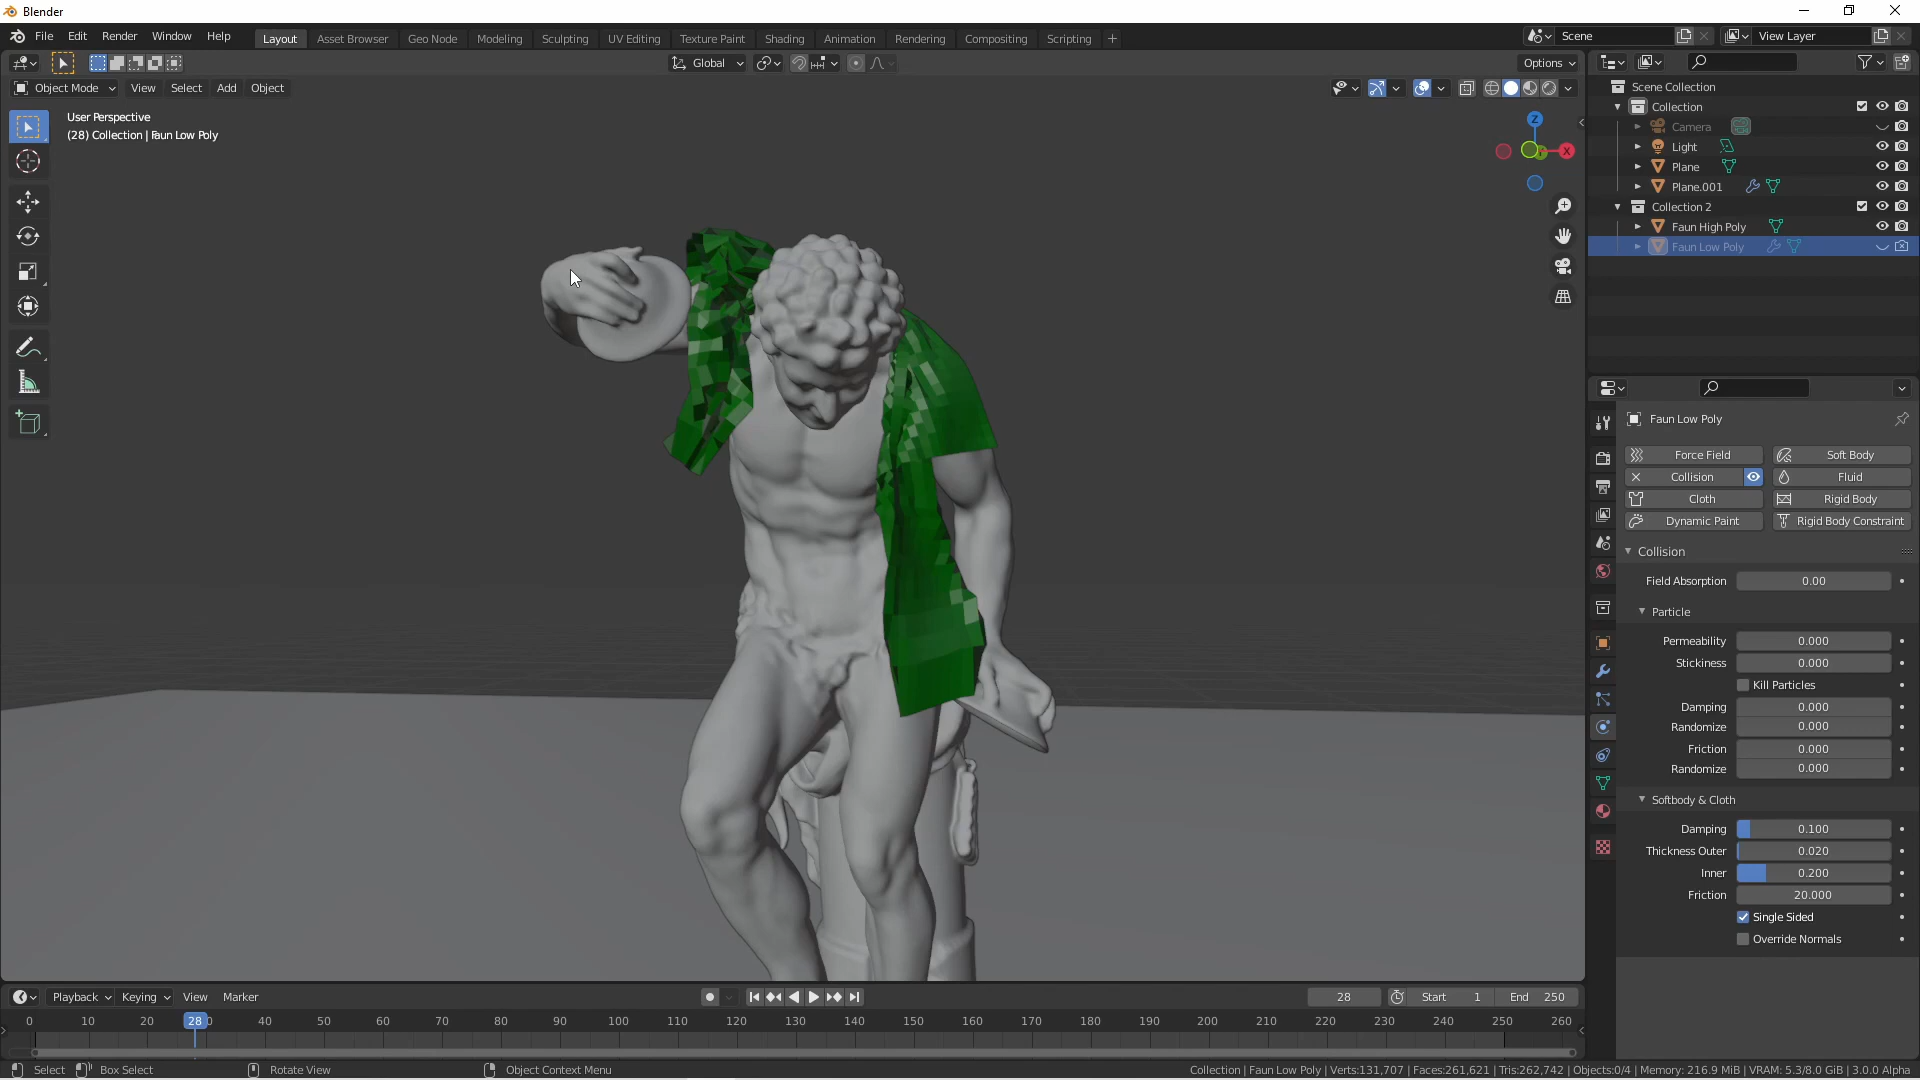 Blender
File Edit Render Window Help
Layout Asset Browser Geo Node Modeling Sculpting UV Editing Texture Paint Shading Animation Rendering Compositing Scripting +
Scene
View Layer
Global
Options
Object Mode View Select Add Object
User Perspective
(28) Collection | Faun Low Poly
Z
X
Scene Collection
Collection
Camera
Light
Plane
Plane.001
Collection 2
Faun High Poly
Faun Low Poly
Faun Low Poly
Force Field
Soft Body
Collision
Fluid
Cloth
Rigid Body
Dynamic Paint
Rigid Body Constraint
Collision
Field Absorption 0.00
Particle
Permeability 0.000
Stickiness 0.000
Kill Particles
Damping 0.000
Randomize 0.000
Friction 0.000
Randomize 0.000
Softbody & Cloth
Damping 0.100
Thickness Outer 0.020
Inner 0.200
Friction 20.000
Single Sided
Override Normals
Playback Keying View Marker
28 Start 1 End 250
0 10 20 28 40 50 60 70 80 90 100 110 120 130 140 150 160 170 180 190 200 210 220 230 240 250 260
Select Box Select Rotate View Object Context Menu
Collection | Faun Low Poly | Verts:131,707 | Faces:261,621 | Tris:262,742 | Objects:0/4 | Memory: 216.9 MiB | VRAM: 5.3/8.0 GiB | 3.0.0 Alpha